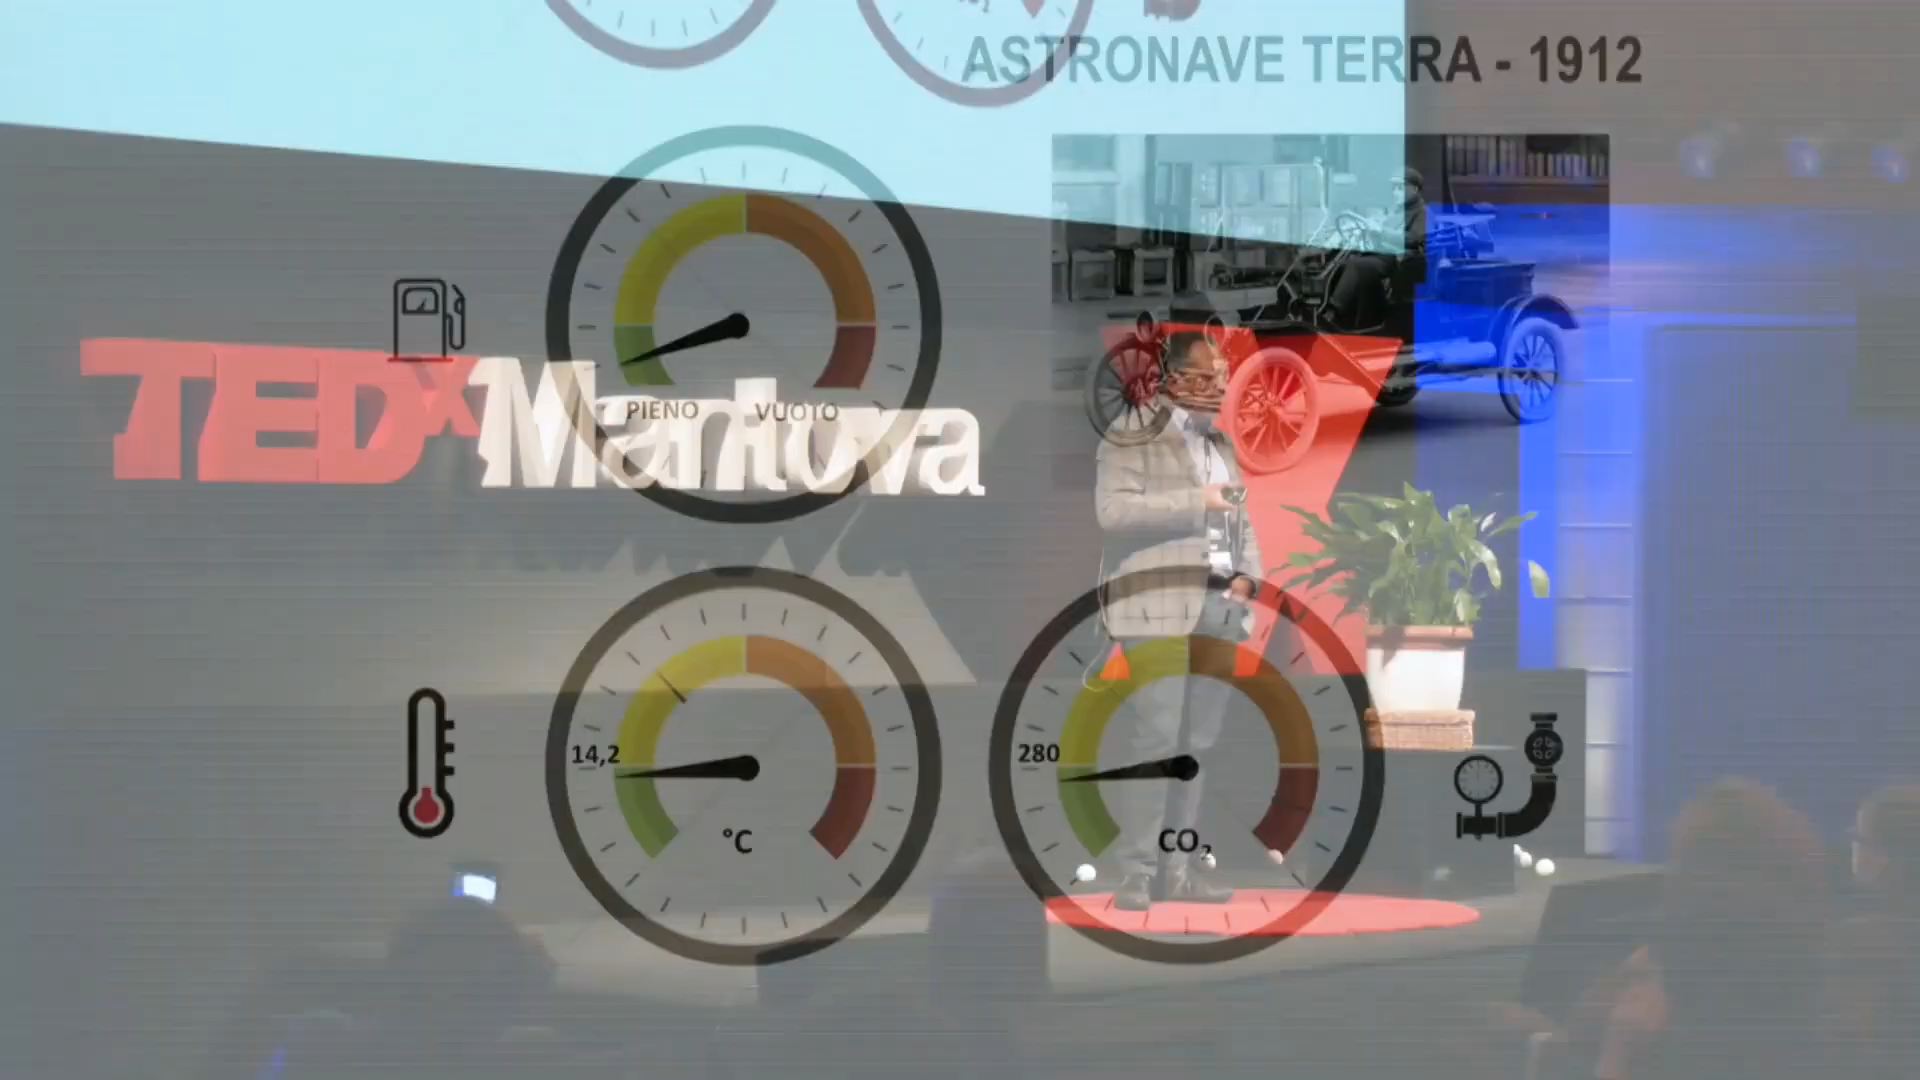 ASTRONAVE TERRA - 1912
PIENO VUOTO
TEDxMantova
14,2
°C
280
CO₂